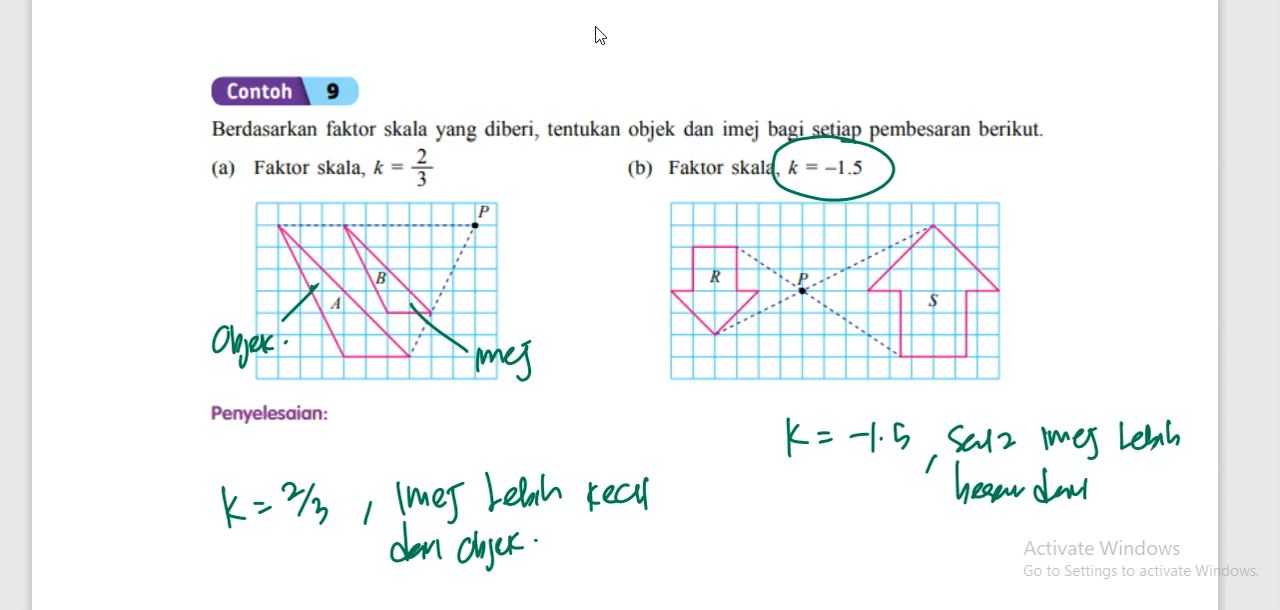 Contoh 9
Berdasarkan faktor skala yang diberi, tentukan objek dan imej bagi setiap pembesaran berikut.
(a) Faktor skala, k = 2/3
(b) Faktor skala, k = –1.5
P
B
A
Objek.
imej
R
P
S
Penyelesaian:
k = 2/3 , Imej Lebih kecil
dari objek.
k = -1.5 , imej Lebih
besar dari
Activate Windows
Go to Settings to activate Windows.